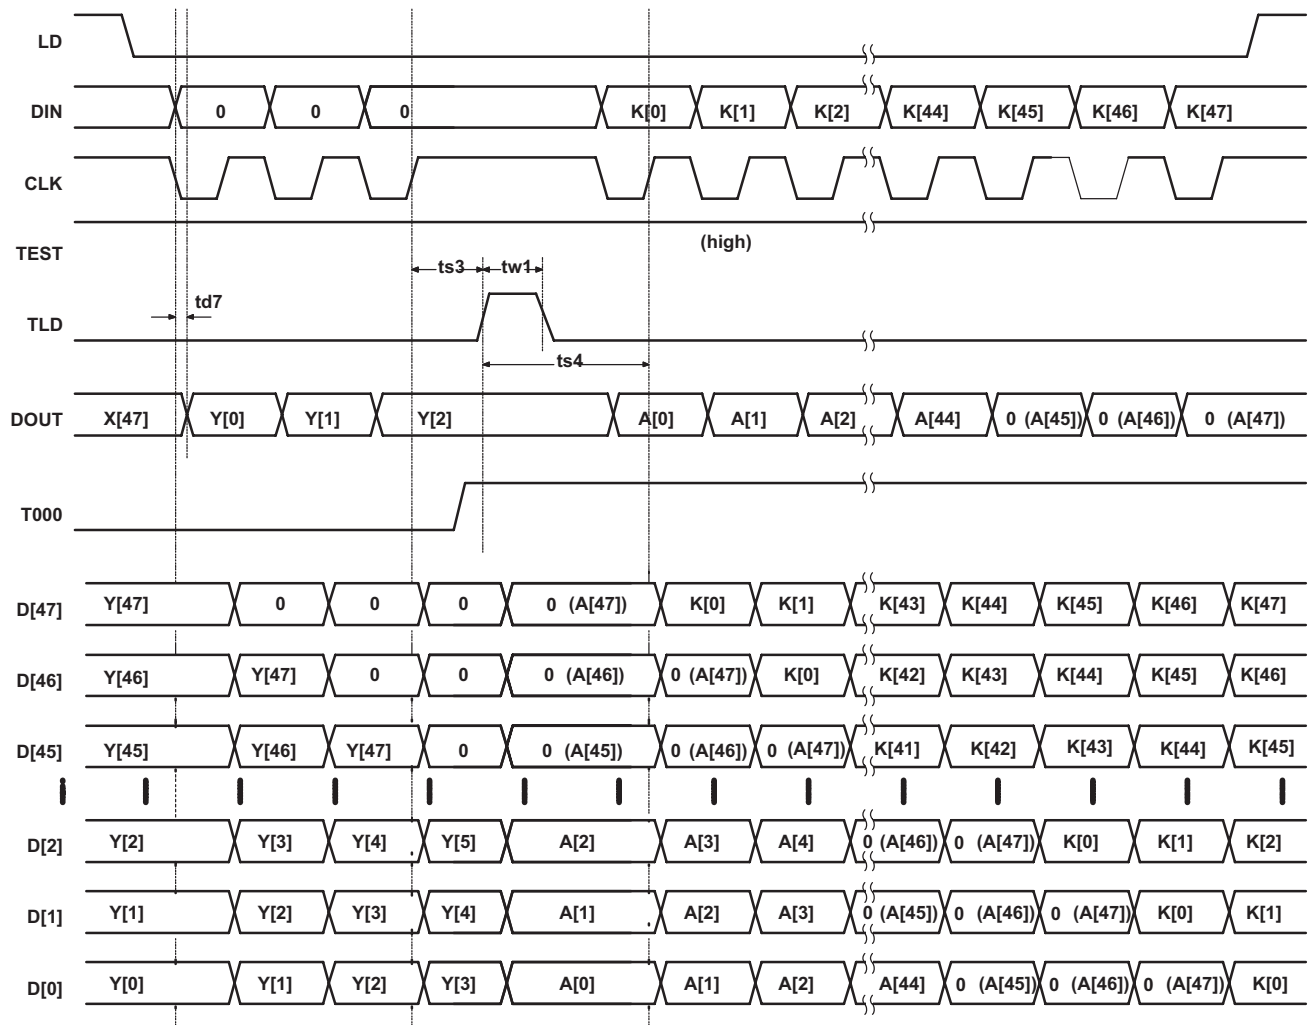 LD
DIN 0 0 0 K[0] K[1] K[2] K[44] K[45] K[46] K[47]
CLK
TEST (high)
ts3 tw1
td7
TLD
ts4
DOUT X[47] Y[0] Y[1] Y[2] A[0] A[1] A[2] A[44] 0 (A[45]) 0 (A[46]) 0 (A[47])
T000
D[47] Y[47] 0 0 0 0 (A[47]) K[0] K[1] K[43] K[44] K[45] K[46] K[47]
D[46] Y[46] Y[47] 0 0 0 (A[46]) 0 (A[47]) K[0] K[42] K[43] K[44] K[45] K[46]
D[45] Y[45] Y[46] Y[47] 0 0 (A[45]) 0 (A[46]) 0 (A[47]) K[41] K[42] K[43] K[44] K[45]
D[2] Y[2] Y[3] Y[4] Y[5] A[2] A[3] A[4] 0 (A[46]) 0 (A[47]) K[0] K[1] K[2]
D[1] Y[1] Y[2] Y[3] Y[4] A[1] A[2] A[3] 0 (A[45]) 0 (A[46]) 0 (A[47]) K[0] K[1]
D[0] Y[0] Y[1] Y[2] Y[3] A[0] A[1] A[2] A[44] 0 (A[45]) 0 (A[46]) 0 (A[47]) K[0]